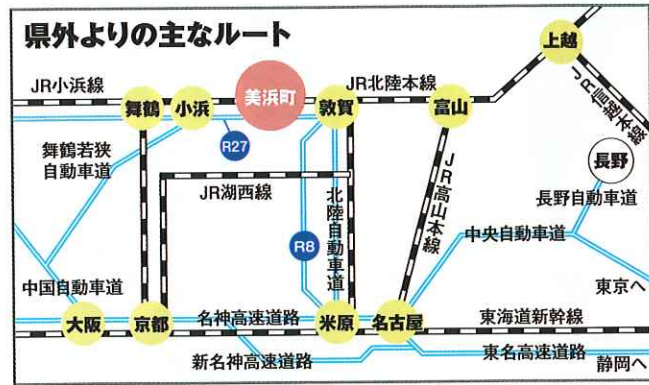 県外よりの主なルート
上越
JR小浜線
美浜町
JR北陸本線
舞鶴
小浜
敦賀
富山
JR信越本線
R27
長野
舞鶴若狭
自動車道
JR湖西線
北陸自動車道
JR高山本線
長野自動車道
R8
中央自動車道
中国自動車道
東京へ
大阪
京都
名神高速道路
米原
名古屋
東海道新幹線
新名神高速道路
東名高速道路
静岡へ